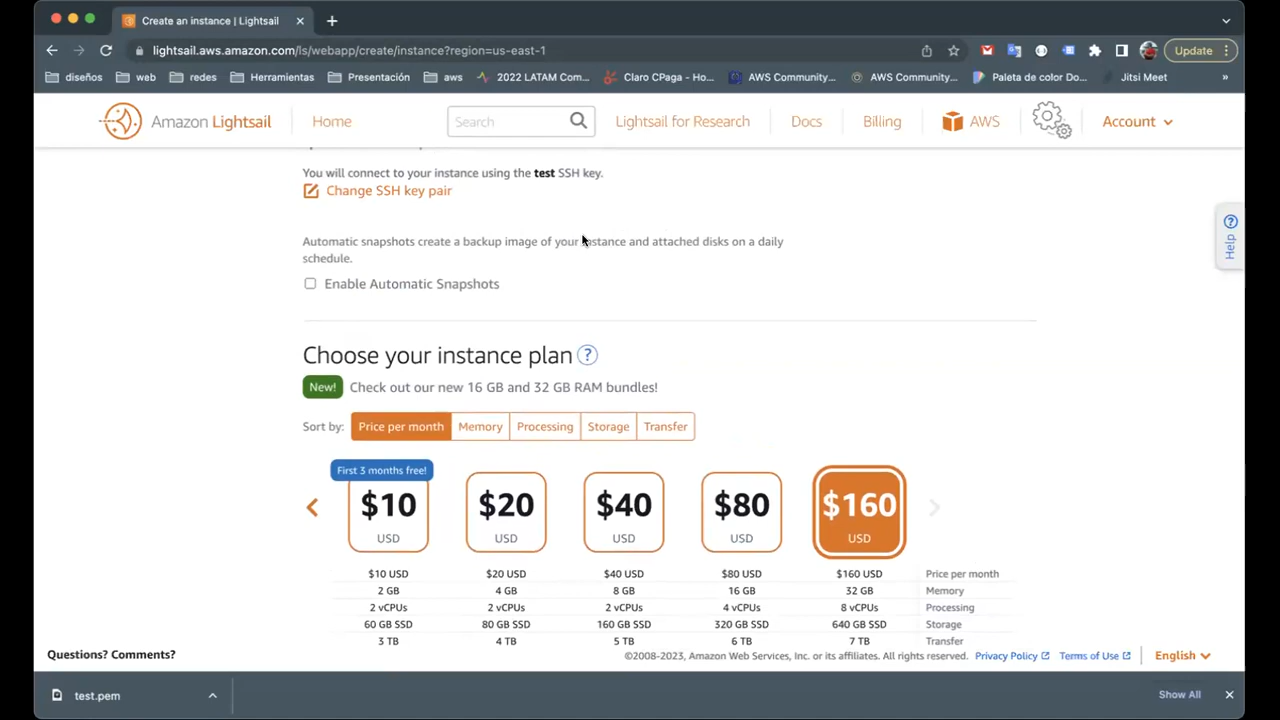 Create an instance | Lightsail
lightsail.aws.amazon.com/ls/webapp/create/instance?region=us-east-1
Update
diseños
web
redes
Herramientas
Presentación
aws
2022 LATAM Com...
Claro CPaga - Ho...
AWS Community...
AWS Community...
Paleta de color Do...
Jitsi Meet
»
Amazon Lightsail
Home
Search
Lightsail for Research
Docs
Billing
AWS
Account
You will connect to your instance using the test SSH key.
Change SSH key pair
Automatic snapshots create a backup image of your instance and attached disks on a daily
schedule.
Enable Automatic Snapshots
Help
Choose your instance plan ?
New! Check out our new 16 GB and 32 GB RAM bundles!
Sort by: Price per month Memory Processing Storage Transfer
First 3 months free!
$10 $20 $40 $80 $160
USD USD USD USD USD
$10 USD $20 USD $40 USD $80 USD $160 USD Price per month
2 GB 4 GB 8 GB 16 GB 32 GB Memory
2 vCPUs 2 vCPUs 2 vCPUs 4 vCPUs 8 vCPUs Processing
60 GB SSD 80 GB SSD 160 GB SSD 320 GB SSD 640 GB SSD Storage
3 TB 4 TB 5 TB 6 TB 7 TB Transfer
Questions? Comments?
©2008-2023, Amazon Web Services, Inc. or its affiliates. All rights reserved. Privacy Policy Terms of Use English
test.pem
Show All